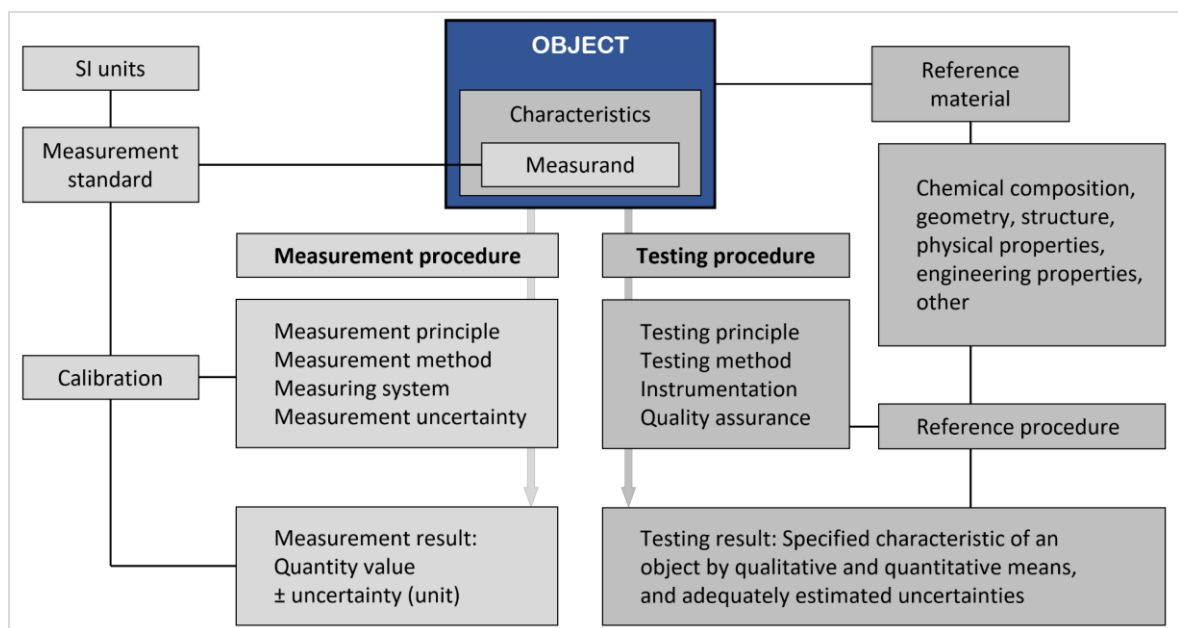 OBJECT
SI units
Characteristics
Reference
material
Measurement
standard
Measurand
Chemical composition,
geometry, structure,
physical properties,
engineering properties,
other
Measurement procedure
Testing procedure
Measurement principle
Measurement method
Measuring system
Measurement uncertainty
Testing principle
Testing method
Instrumentation
Quality assurance
Calibration
Reference procedure
Measurement result:
Quantity value
± uncertainty (unit)
Testing result: Specified characteristic of an
object by qualitative and quantitative means,
and adequately estimated uncertainties